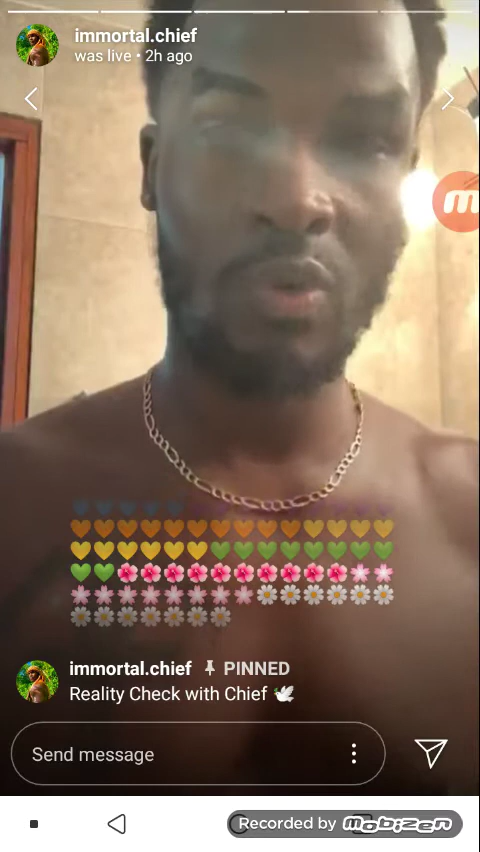 immortal.chief
was live • 2h ago
immortal.chief PINNED
Reality Check with Chief 🕊️
Send message
Recorded by mobizen